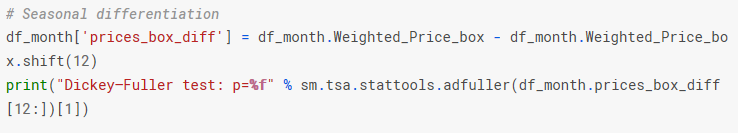 # Seasonal differentiation
df_month['prices_box_diff'] = df_month.Weighted_Price_box - df_month.Weighted_Price_bo
x.shift(12)
print("Dickey–Fuller test: p=%f" % sm.tsa.stattools.adfuller(df_month.prices_box_diff
[12:])[1])